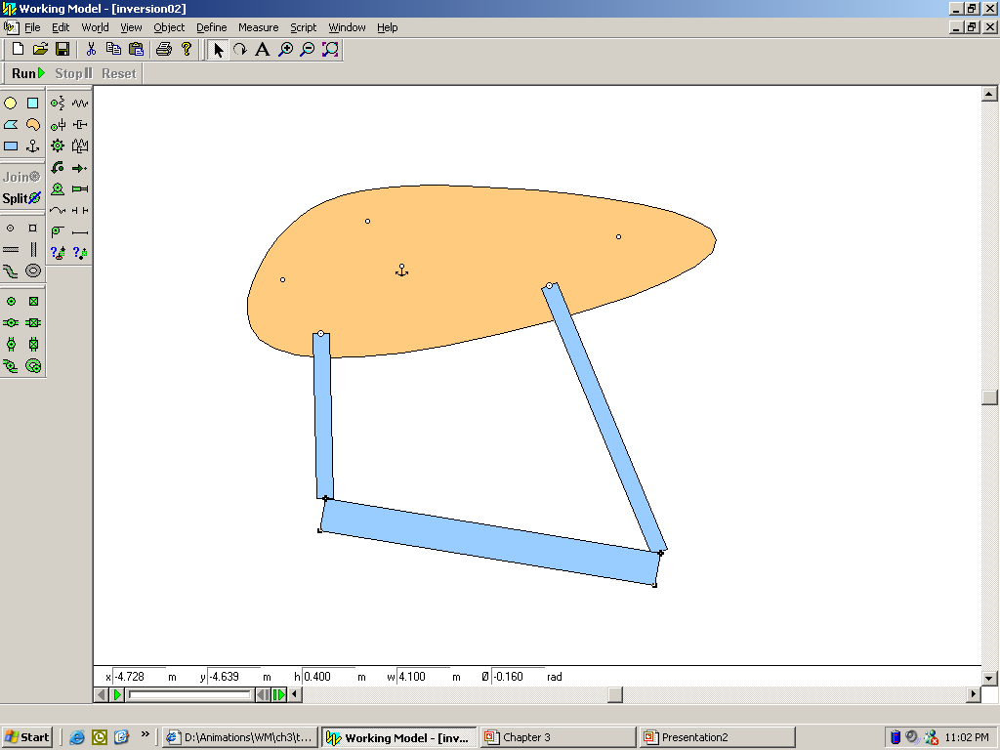 Working Model - [inversion02]
File Edit World View Object Define Measure Script Window Help
A ?
Run Stop Reset
Join
Split
? ?
x -4.728 m y -4.639 m h 0.400 m w 4.100 m Ø -0.160 rad
Start » D:\Animations\WM\ch3\t... Working Model - [inv... Chapter 3 Presentation2 11:02 PM